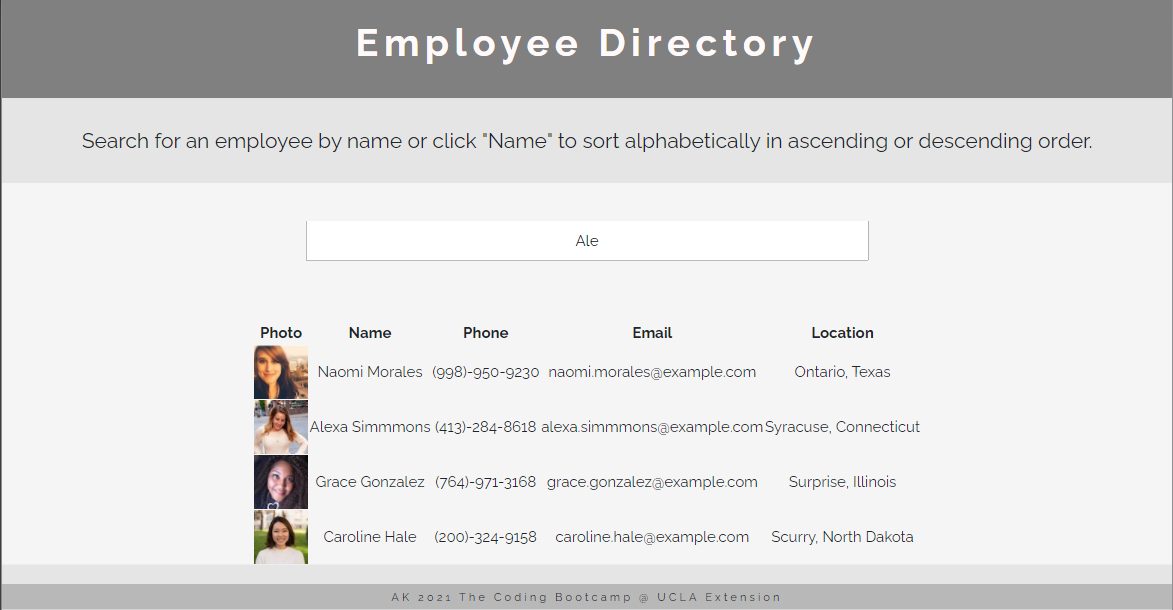 Employee Directory
Search for an employee by name or click "Name" to sort alphabetically in ascending or descending order.
Ale
Photo Name Phone Email Location
Naomi Morales (998)-950-9230 naomi.morales@example.com Ontario, Texas
Alexa Simmmons (413)-284-8618 alexa.simmmons@example.com Syracuse, Connecticut
Grace Gonzalez (764)-971-3168 grace.gonzalez@example.com Surprise, Illinois
Caroline Hale (200)-324-9158 caroline.hale@example.com Scurry, North Dakota
AK 2021 The Coding Bootcamp @ UCLA Extension